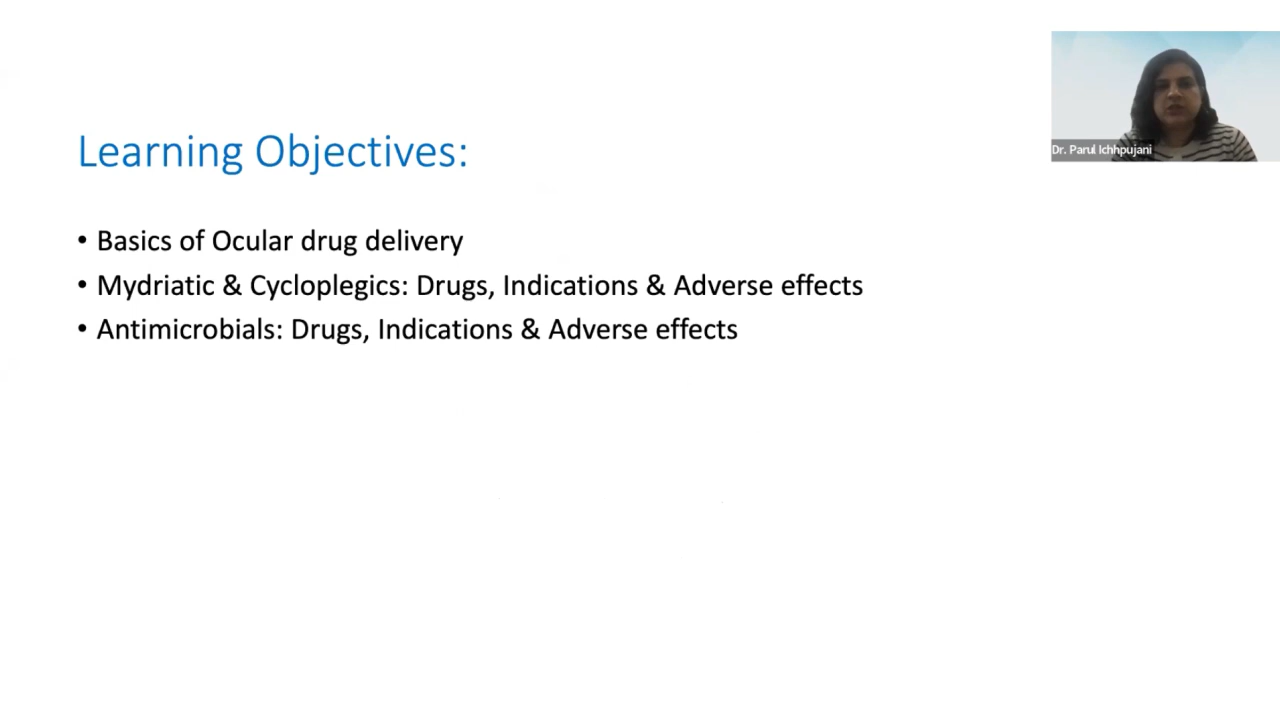 Learning Objectives:
• Basics of Ocular drug delivery
• Mydriatic & Cycloplegics: Drugs, Indications & Adverse effects
• Antimicrobials: Drugs, Indications & Adverse effects
Dr. Parul Ichhpujani